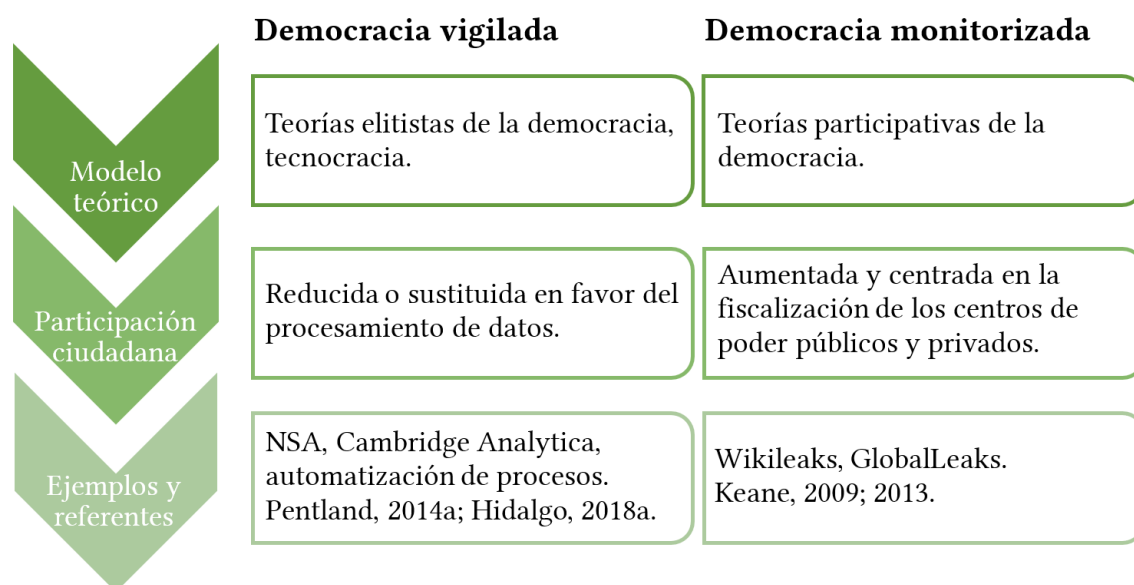 Democracia vigilada
Democracia monitorizada
Modelo
teórico
Teorías elitistas de la democracia,
tecnocracia.
Teorías participativas de la
democracia.
Participación
ciudadana
Reducida o sustituida en favor del
procesamiento de datos.
Aumentada y centrada en la
fiscalización de los centros de
poder públicos y privados.
Ejemplos y
referentes
NSA, Cambridge Analytica,
automatización de procesos.
Pentland, 2014a; Hidalgo, 2018a.
Wikileaks, GlobalLeaks.
Keane, 2009; 2013.